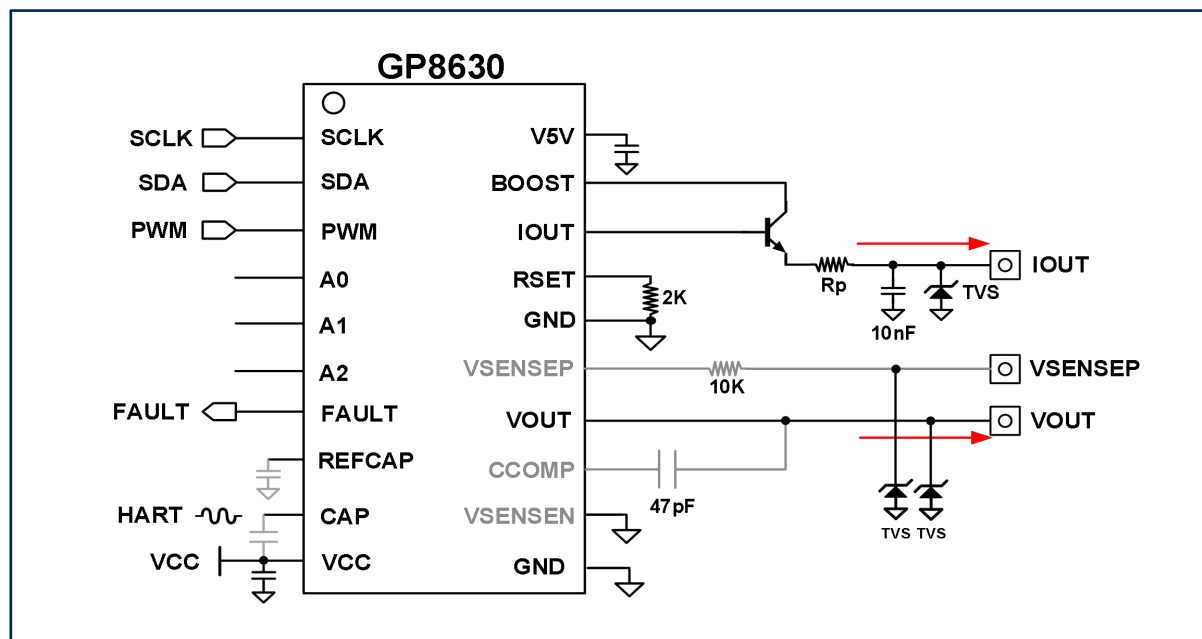 GP8630
SCLK
SDA
PWM
FAULT
HART
VCC
SCLK
SDA
PWM
A0
A1
A2
FAULT
REFCAP
CAP
VCC
V5V
BOOST
IOUT
RSET
GND
VSENSEP
VOUT
CCOMP
VSENSEN
GND
2K
Rp
10nF
TVS
10K
47pF
TVS
TVS
IOUT
VSENSEP
VOUT